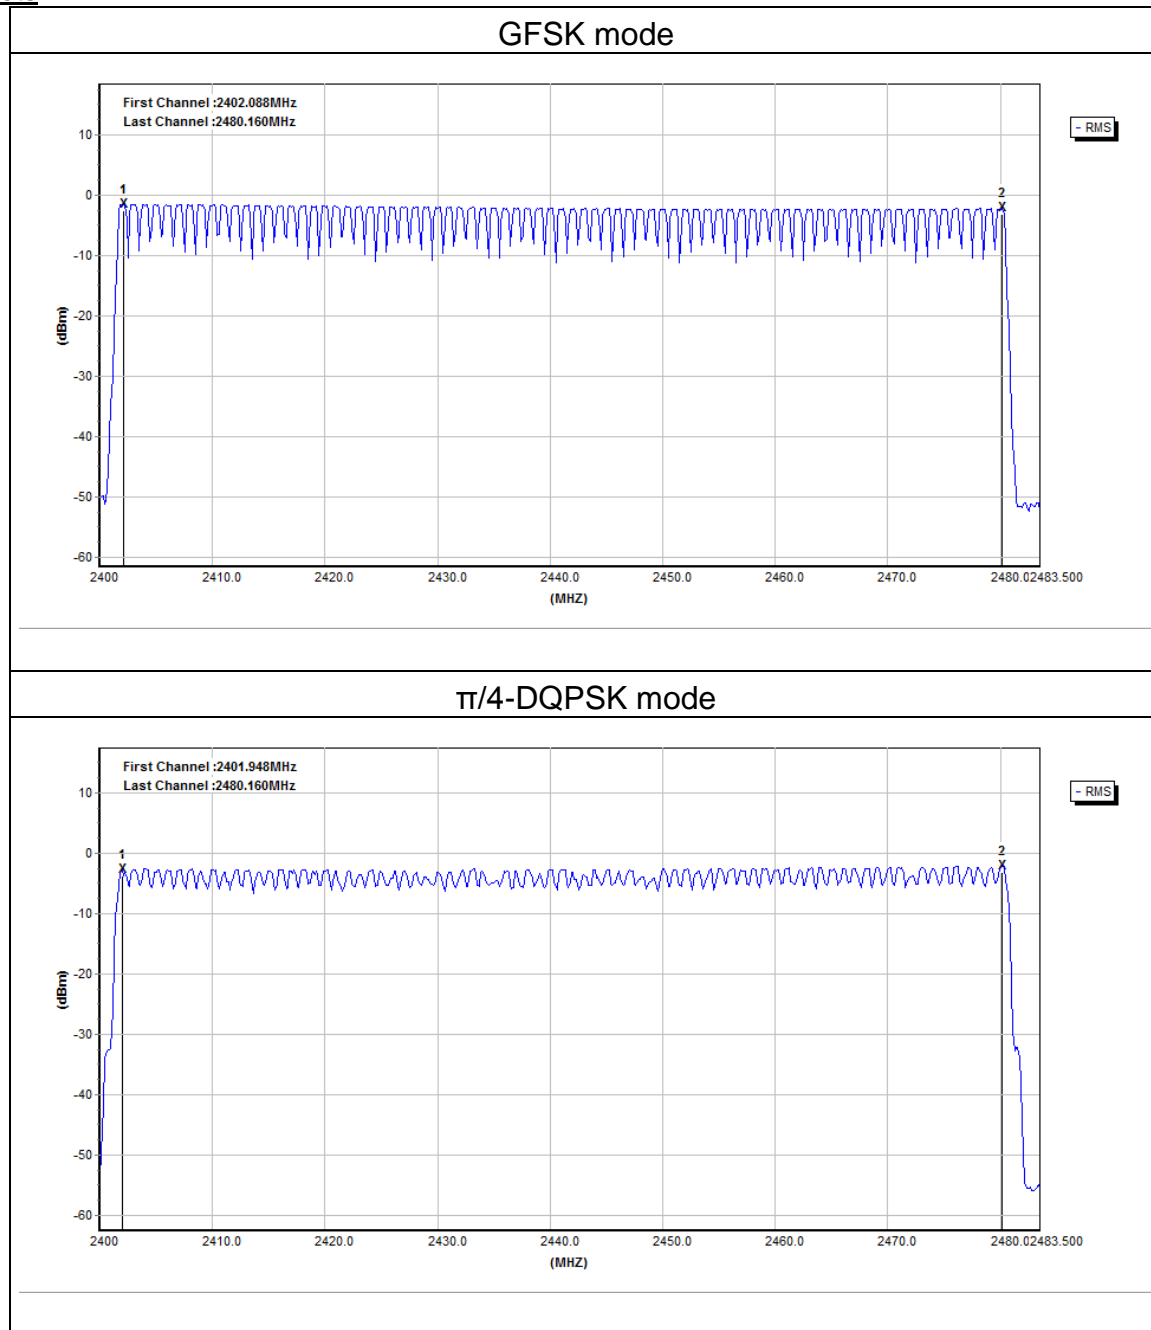 GFSK mode
First Channel :2402.088MHz
Last Channel :2480.160MHz
- RMS
10
0
-10
-20
-30
-40
-50
-60
(dBm)
1
2
2400 2410.0 2420.0 2430.0 2440.0 2450.0 2460.0 2470.0 2480.0 2483.500
(MHZ)
π/4-DQPSK mode
First Channel :2401.948MHz
Last Channel :2480.160MHz
- RMS
10
0
-10
-20
-30
-40
-50
-60
(dBm)
1
2
2400 2410.0 2420.0 2430.0 2440.0 2450.0 2460.0 2470.0 2480.0 2483.500
(MHZ)